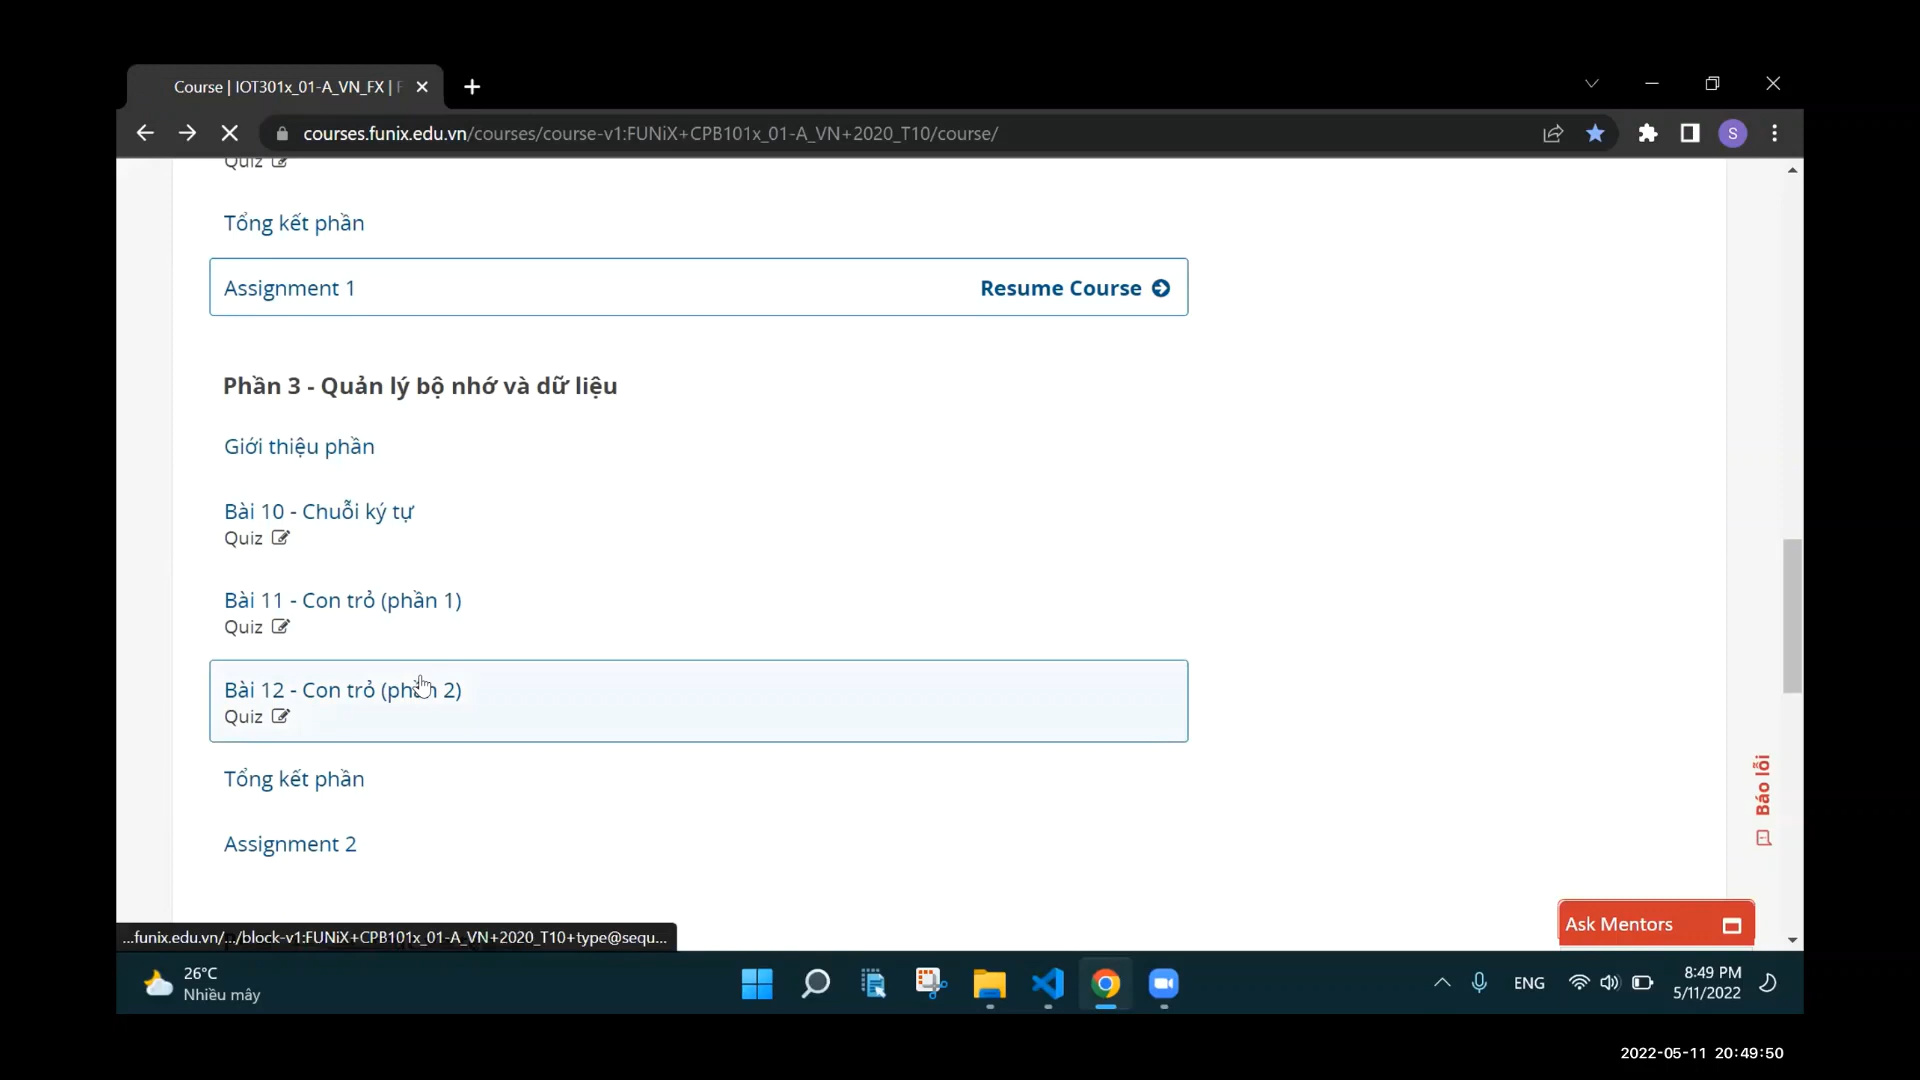 Course | IOT301x_01-A_VN_FX |
courses.funix.edu.vn/courses/course-v1:FUNiX+CPB101x_01-A_VN+2020_T10/course/
S
Quiz
Tổng kết phần
Assignment 1
Resume Course
Phần 3 - Quản lý bộ nhớ và dữ liệu
Giới thiệu phần
Bài 10 - Chuỗi ký tự
Quiz
Bài 11 - Con trỏ (phần 1)
Quiz
Bài 12 - Con trỏ (phần 2)
Quiz
Tổng kết phần
Assignment 2
Báo lỗi
Ask Mentors
...funix.edu.vn/.../block-v1:FUNiX+CPB101x_01-A_VN+2020_T10+type@sequ...
26°C
Nhiều mây
ENG
8:49 PM
5/11/2022
2022-05-11 20:49:50